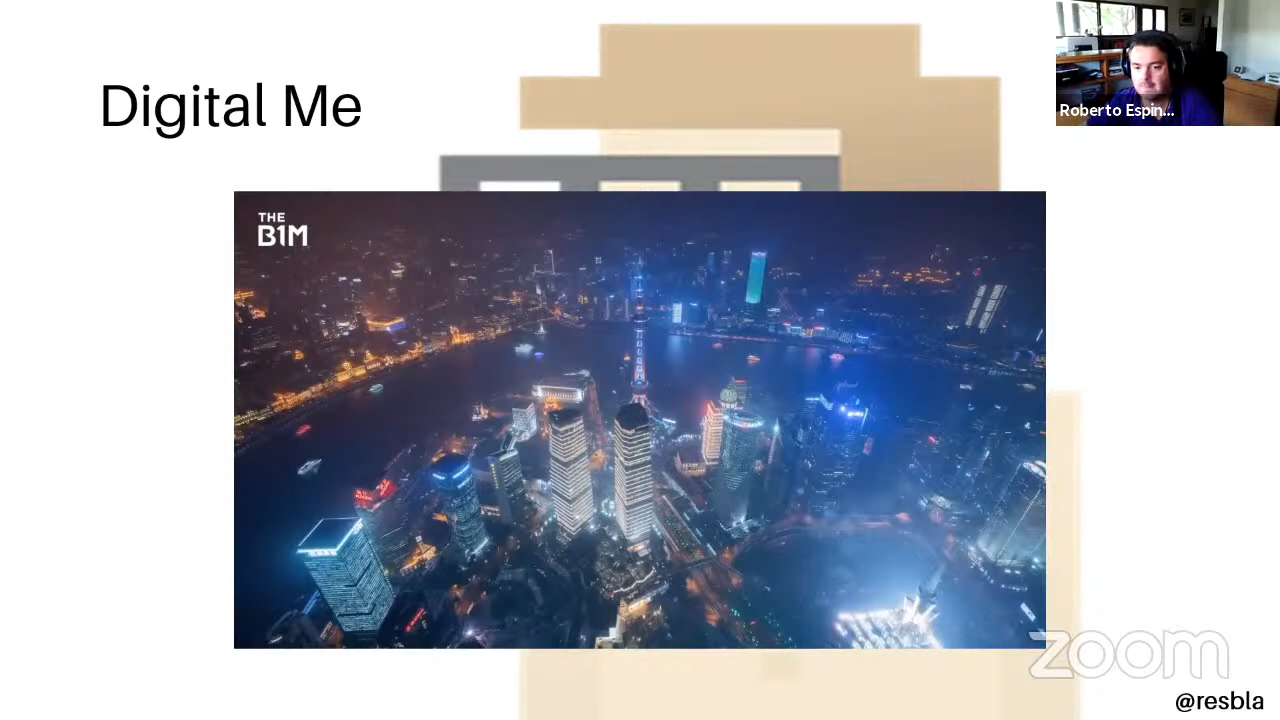 Digital Me
Roberto Espin...
THE
B1M
zoom
@resbla